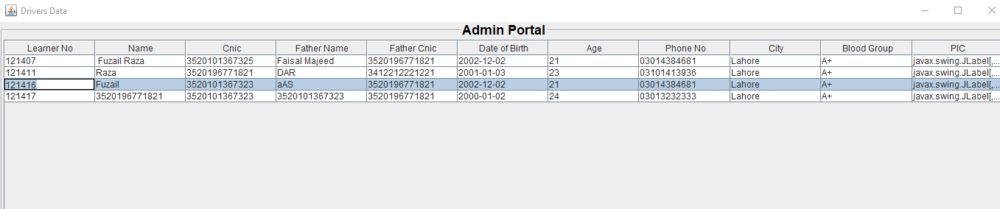 Drivers Data
Admin Portal
Learner No Name Cnic Father Name Father Cnic Date of Birth Age Phone No City Blood Group PIC
121407 Fuzail Raza 3520101367325 Faisal Majeed 3520196771821 2002-12-02 21 03014384681 Lahore A+ javax.swing.JLabel[,...
121411 Raza 3520196771821 DAR 3412212221221 2001-01-03 23 03101413936 Lahore A+ javax.swing.JLabel[,...
121416 Fuzail 3520101367323 aAS 3520196771821 2002-12-02 21 03014384681 Lahore A+ javax.swing.JLabel[,...
121417 3520196771821 3520101367323 3520101367323 3520196771821 2000-01-02 24 03013232333 Lahore A+ javax.swing.JLabel[,...